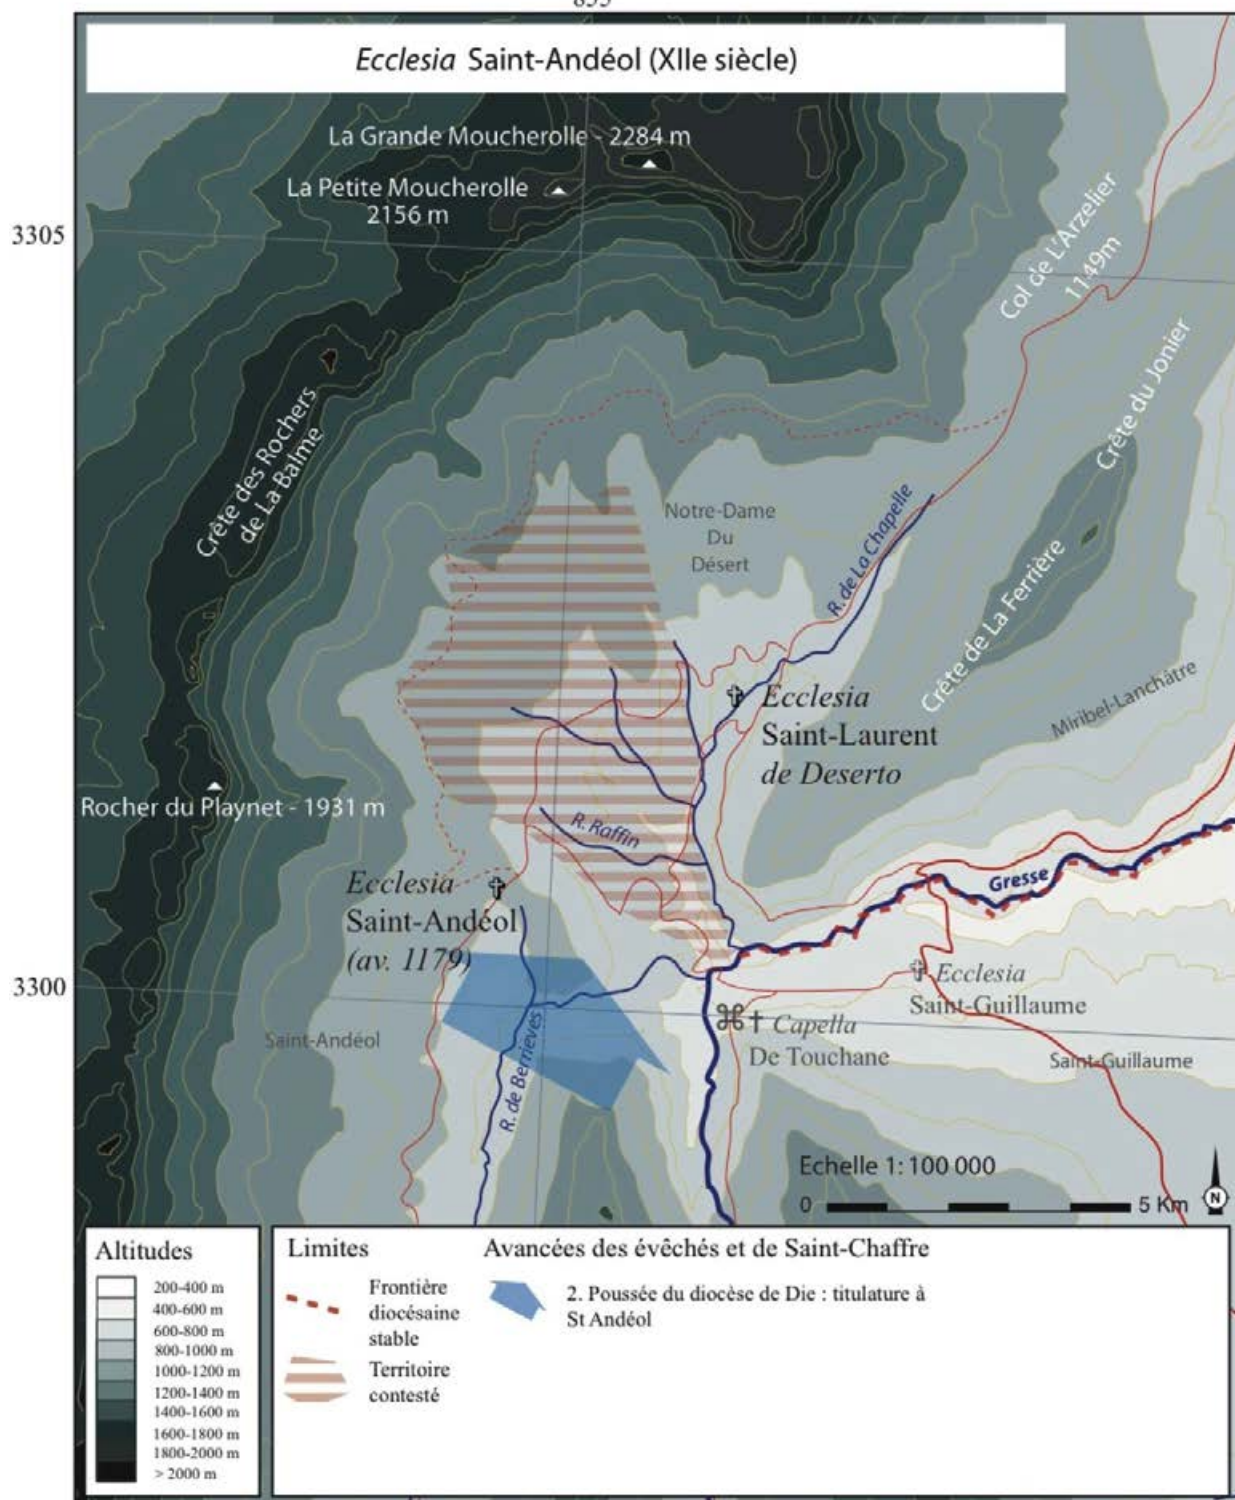 855
Ecclesia Saint-Andéol (XIIe siècle)
La Grande Moucherolle - 2284 m
La Petite Moucherolle
2156 m
3305
Col de L'Arzelier
1149m
Crête du Jonier
Crête des Rochers
de La Balme
Notre-Dame
Du
Désert
R. de La Chapelle
Crête de La Ferrière
Ecclesia
Saint-Laurent
de Deserto
Miribel-Lanchâtre
Rocher du Playnet - 1931 m
R. Raffin
Ecclesia
Saint-Andéol
(av. 1179)
Gresse
3300
Ecclesia
Saint-Guillaume
Capella
De Touchane
Saint-Andéol
R. de Berrieves
Saint-Guillaume
Echelle 1: 100 000
0 5 Km
N
Altitudes
200-400 m
400-600 m
600-800 m
800-1000 m
1000-1200 m
1200-1400 m
1400-1600 m
1600-1800 m
1800-2000 m
> 2000 m
Limites
Frontière
diocésaine
stable
Territoire
contesté
Avancées des évêchés et de Saint-Chaffre
2. Poussée du diocèse de Die : titulature à
St Andéol